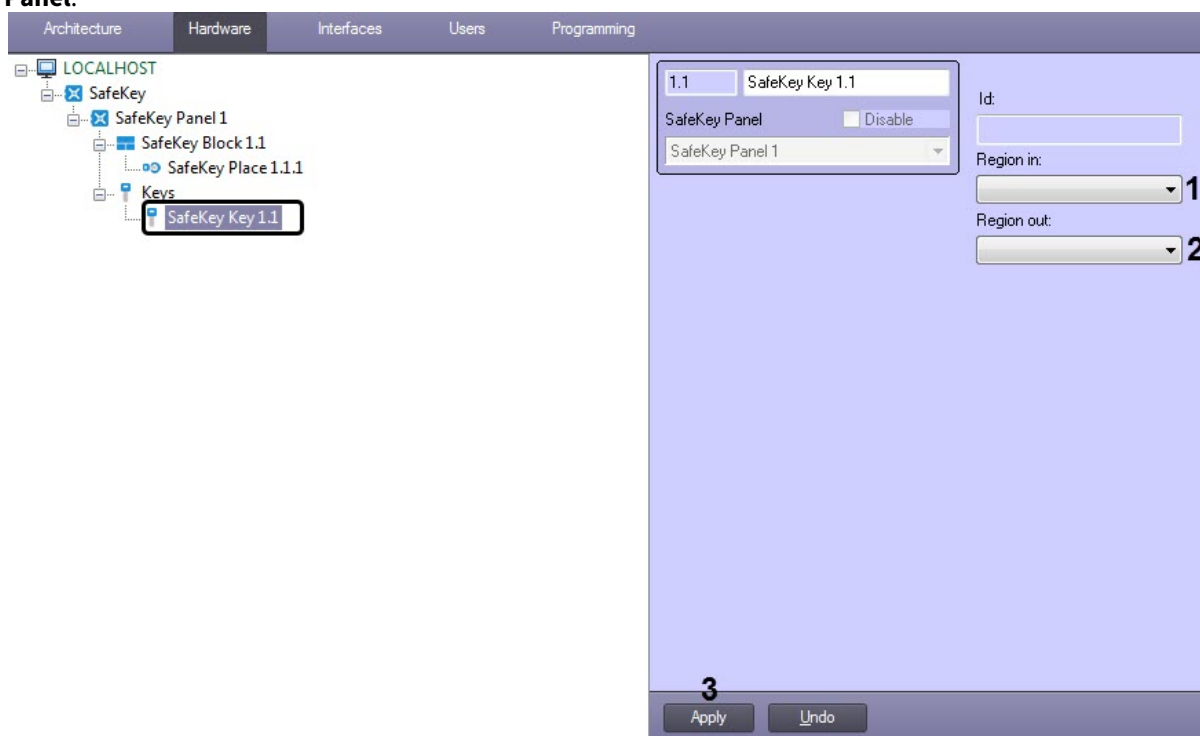 Panel.
Architecture Hardware Interfaces Users Programming
LOCALHOST
SafeKey
SafeKey Panel 1
SafeKey Block 1.1
SafeKey Place 1.1.1
Keys
SafeKey Key 1.1
1.1 SafeKey Key 1.1
SafeKey Panel Disable
SafeKey Panel 1
Id:
Region in:
1
Region out:
2
3
Apply Undo